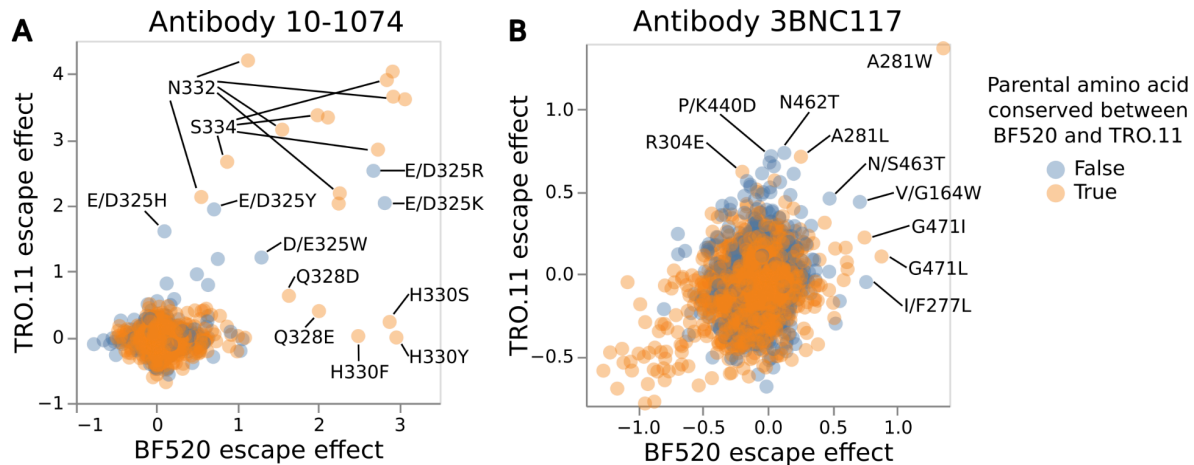 A
Antibody 10-1074
TRO.11 escape effect
4
3
2
1
0
−1
N332
S334
E/D325R
E/D325K
E/D325H
E/D325Y
D/E325W
Q328D
Q328E
H330S
H330F
H330Y
−1
0
1
2
3
BF520 escape effect
B
Antibody 3BNC117
TRO.11 escape effect
1.0
0.5
0.0
−0.5
A281W
P/K440D
N462T
R304E
A281L
N/S463T
V/G164W
G471I
G471L
I/F277L
−1.0
−0.5
0.0
0.5
1.0
BF520 escape effect
Parental amino acid
conserved between
BF520 and TRO.11
False
True